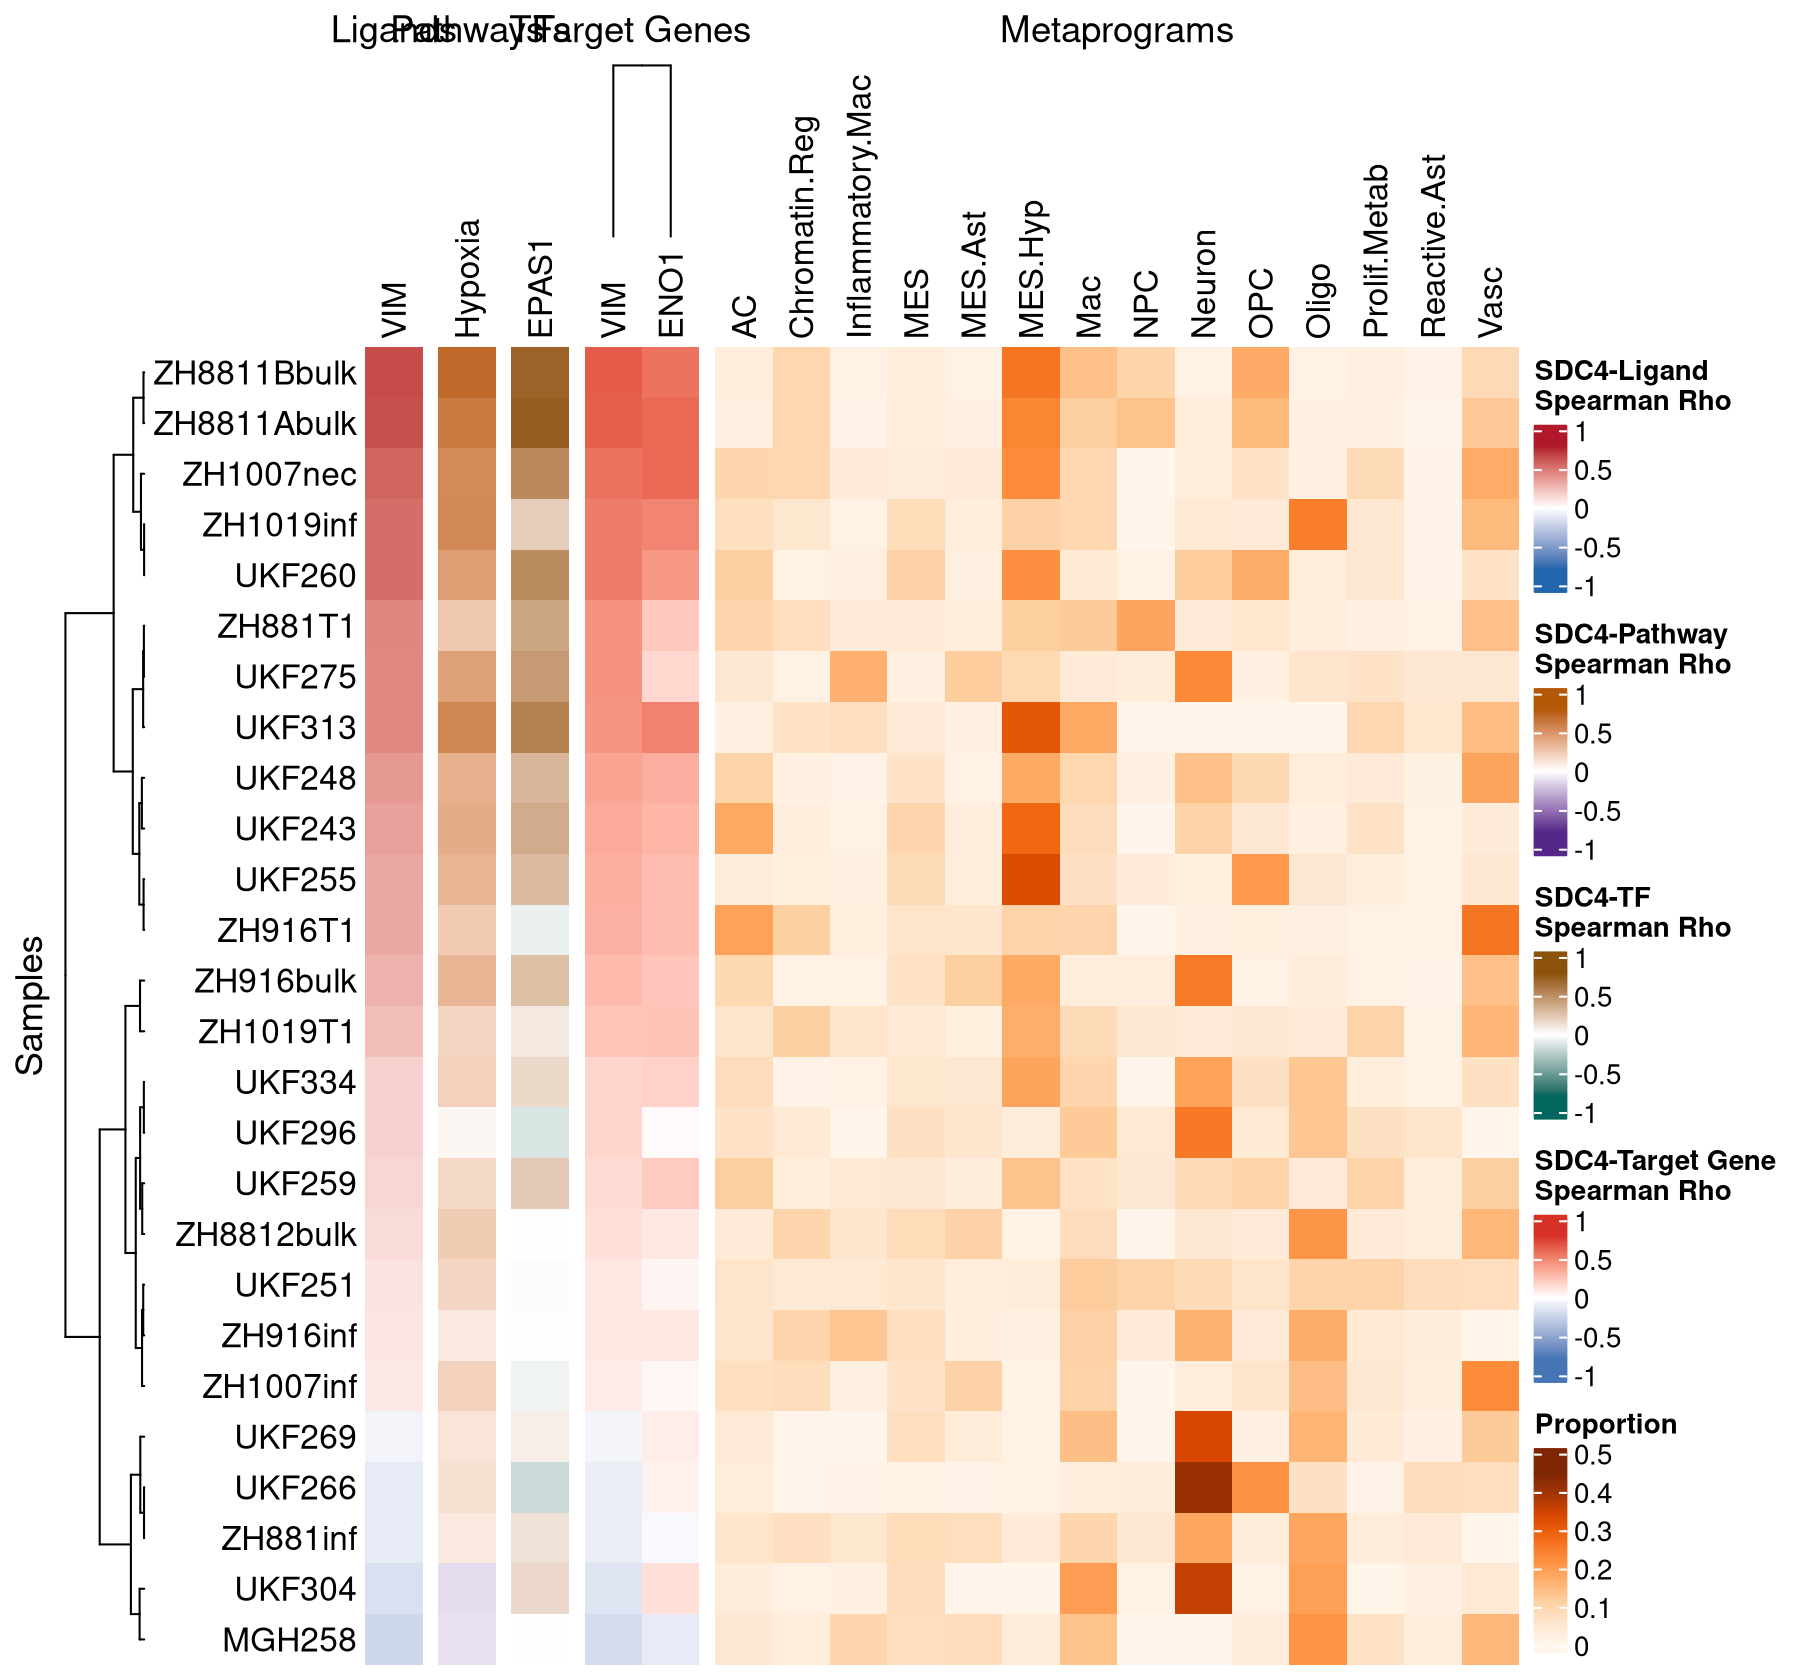 Ligands Pathways TFs Target Genes Metaprograms
VIM Hypoxia EPAS1 VIM ENO1 AC Chromatin.Reg Inflammatory.Mac MES MES.Ast MES.Hyp Mac NPC Neuron OPC Oligo Prolif.Metab Reactive.Ast Vasc
Samples
ZH8811Bbulk
ZH8811Abulk
ZH1007nec
ZH1019inf
UKF260
ZH881T1
UKF275
UKF313
UKF248
UKF243
UKF255
ZH916T1
ZH916bulk
ZH1019T1
UKF334
UKF296
UKF259
ZH8812bulk
UKF251
ZH916inf
ZH1007inf
UKF269
UKF266
ZH881inf
UKF304
MGH258
SDC4-Ligand
Spearman Rho
1
0.5
0
-0.5
-1
SDC4-Pathway
Spearman Rho
1
0.5
0
-0.5
-1
SDC4-TF
Spearman Rho
1
0.5
0
-0.5
-1
SDC4-Target Gene
Spearman Rho
1
0.5
0
-0.5
-1
Proportion
0.5
0.4
0.3
0.2
0.1
0